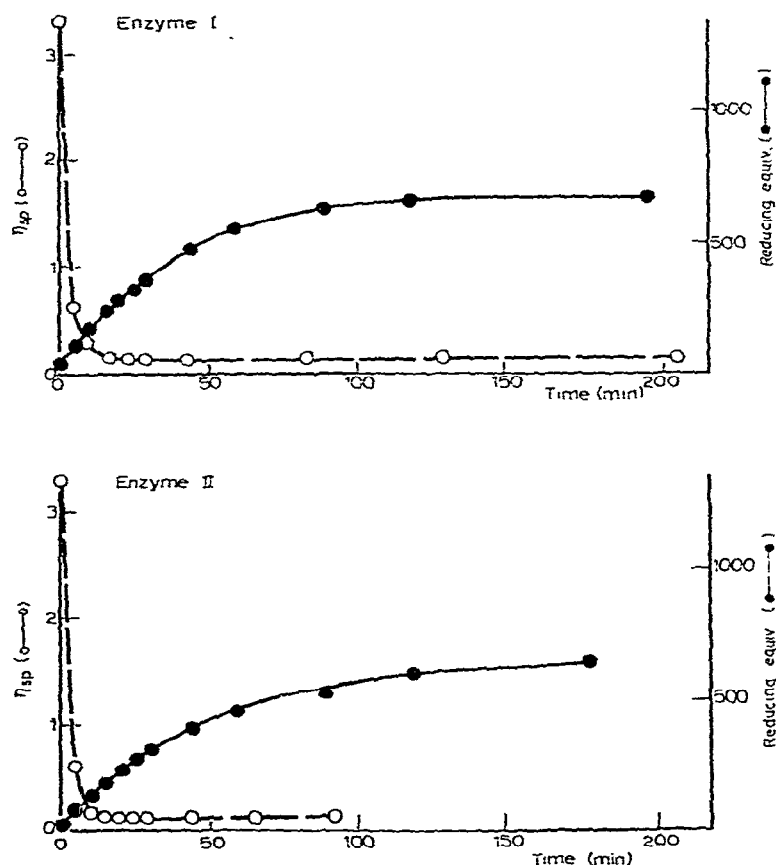 Enzyme I
3
2
1
0
ηsp (o——o)
1000
500
Reducing equiv. (●——●)
0
50
100
150
200
Time (min)
Enzyme II
3
2
1
0
ηsp (o——o)
1000
500
Reducing equiv (●----●)
0
50
100
150
200
Time (min)